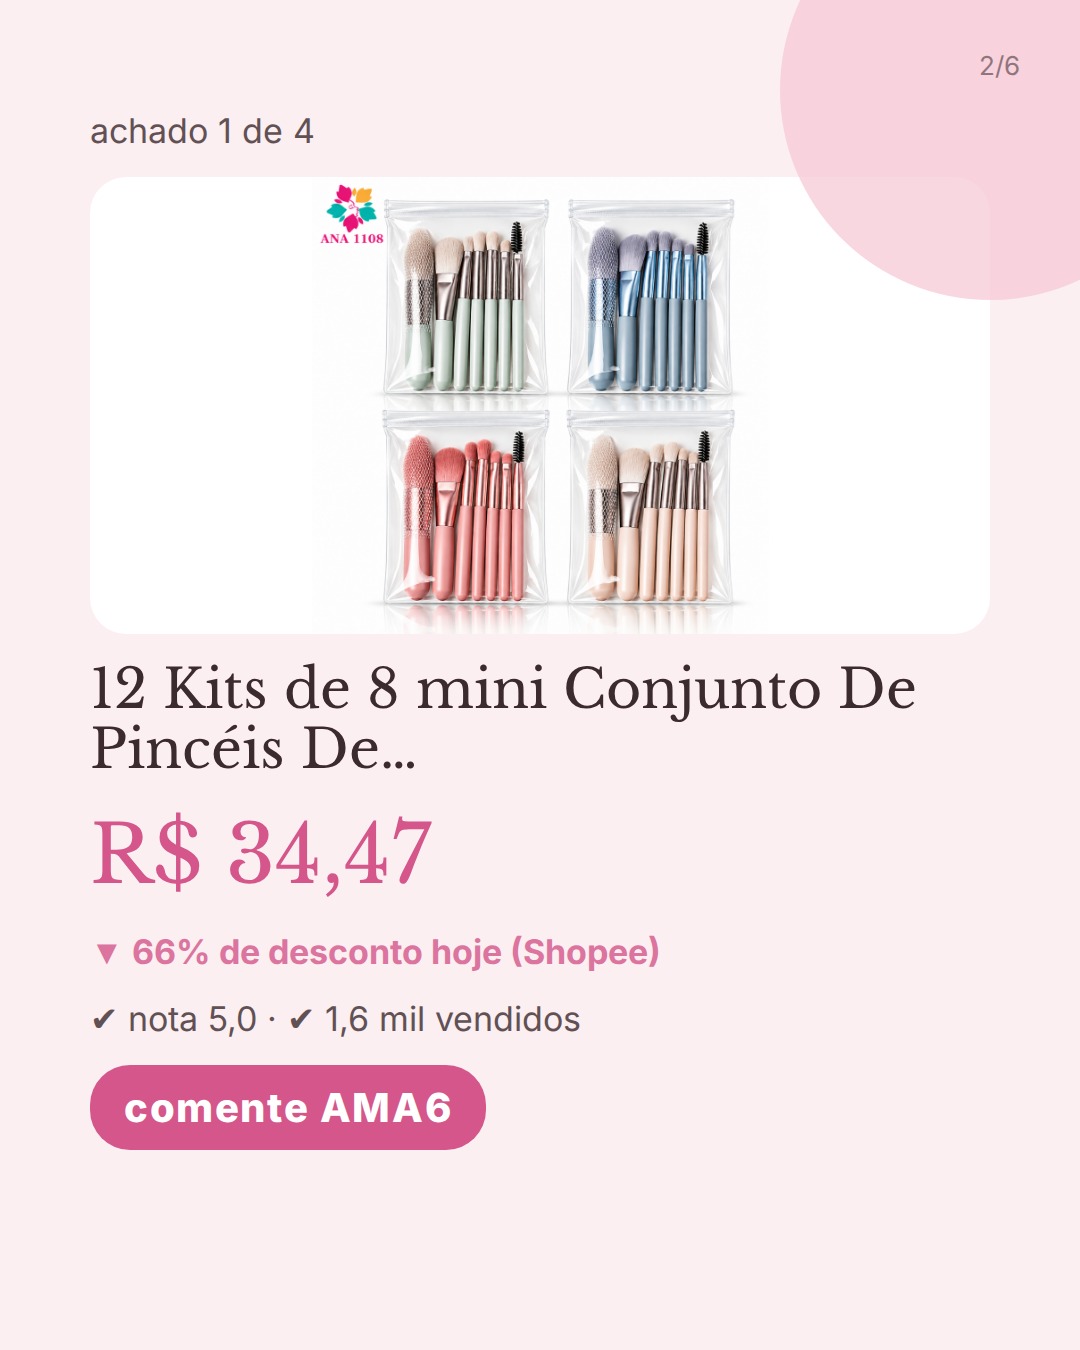 2/6
achado 1 de 4
ANA 1108
12 Kits de 8 mini Conjunto De
Pincéis De...
R$ 34,47
▼ 66% de desconto hoje (Shopee)
✔ nota 5,0 · ✔ 1,6 mil vendidos
comente AMA6